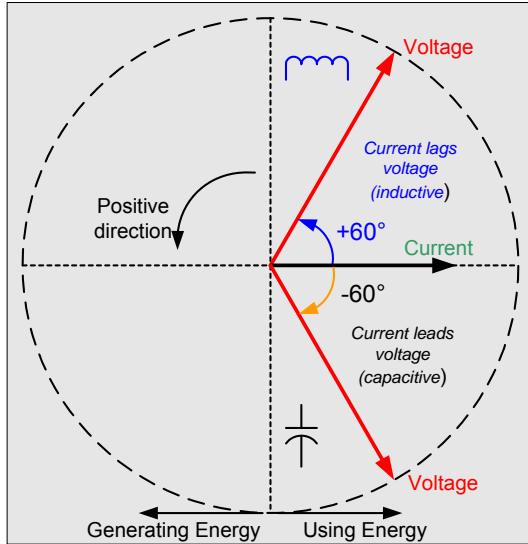 Voltage
Current lags
voltage
(inductive)
Positive
direction
+60°
Current
-60°
Current leads
voltage
(capacitive)
Voltage
Generating Energy
Using Energy